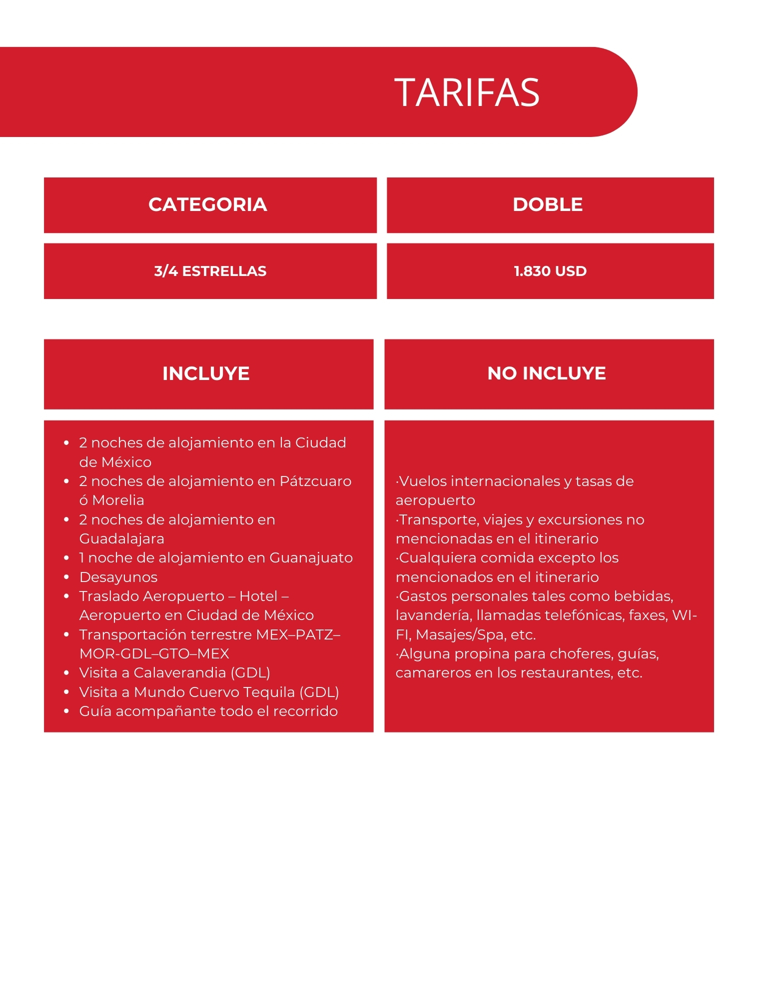 TARIFAS
CATEGORIA
DOBLE
3/4 ESTRELLAS
1.830 USD
INCLUYE
NO INCLUYE
• 2 noches de alojamiento en la Ciudad
de México
• 2 noches de alojamiento en Pátzcuaro
ó Morelia
• 2 noches de alojamiento en
Guadalajara
• 1 noche de alojamiento en Guanajuato
• Desayunos
• Traslado Aeropuerto – Hotel –
Aeropuerto en Ciudad de México
• Transportación terrestre MEX–PATZ–
MOR-GDL–GTO–MEX
• Visita a Calaverandia (GDL)
• Visita a Mundo Cuervo Tequila (GDL)
• Guía acompañante todo el recorrido
·Vuelos internacionales y tasas de
aeropuerto
·Transporte, viajes y excursiones no
mencionadas en el itinerario
·Cualquiera comida excepto los
mencionados en el itinerario
·Gastos personales tales como bebidas,
lavandería, llamadas telefónicas, faxes, WI-
FI, Masajes/Spa, etc.
·Alguna propina para choferes, guías,
camareros en los restaurantes, etc.